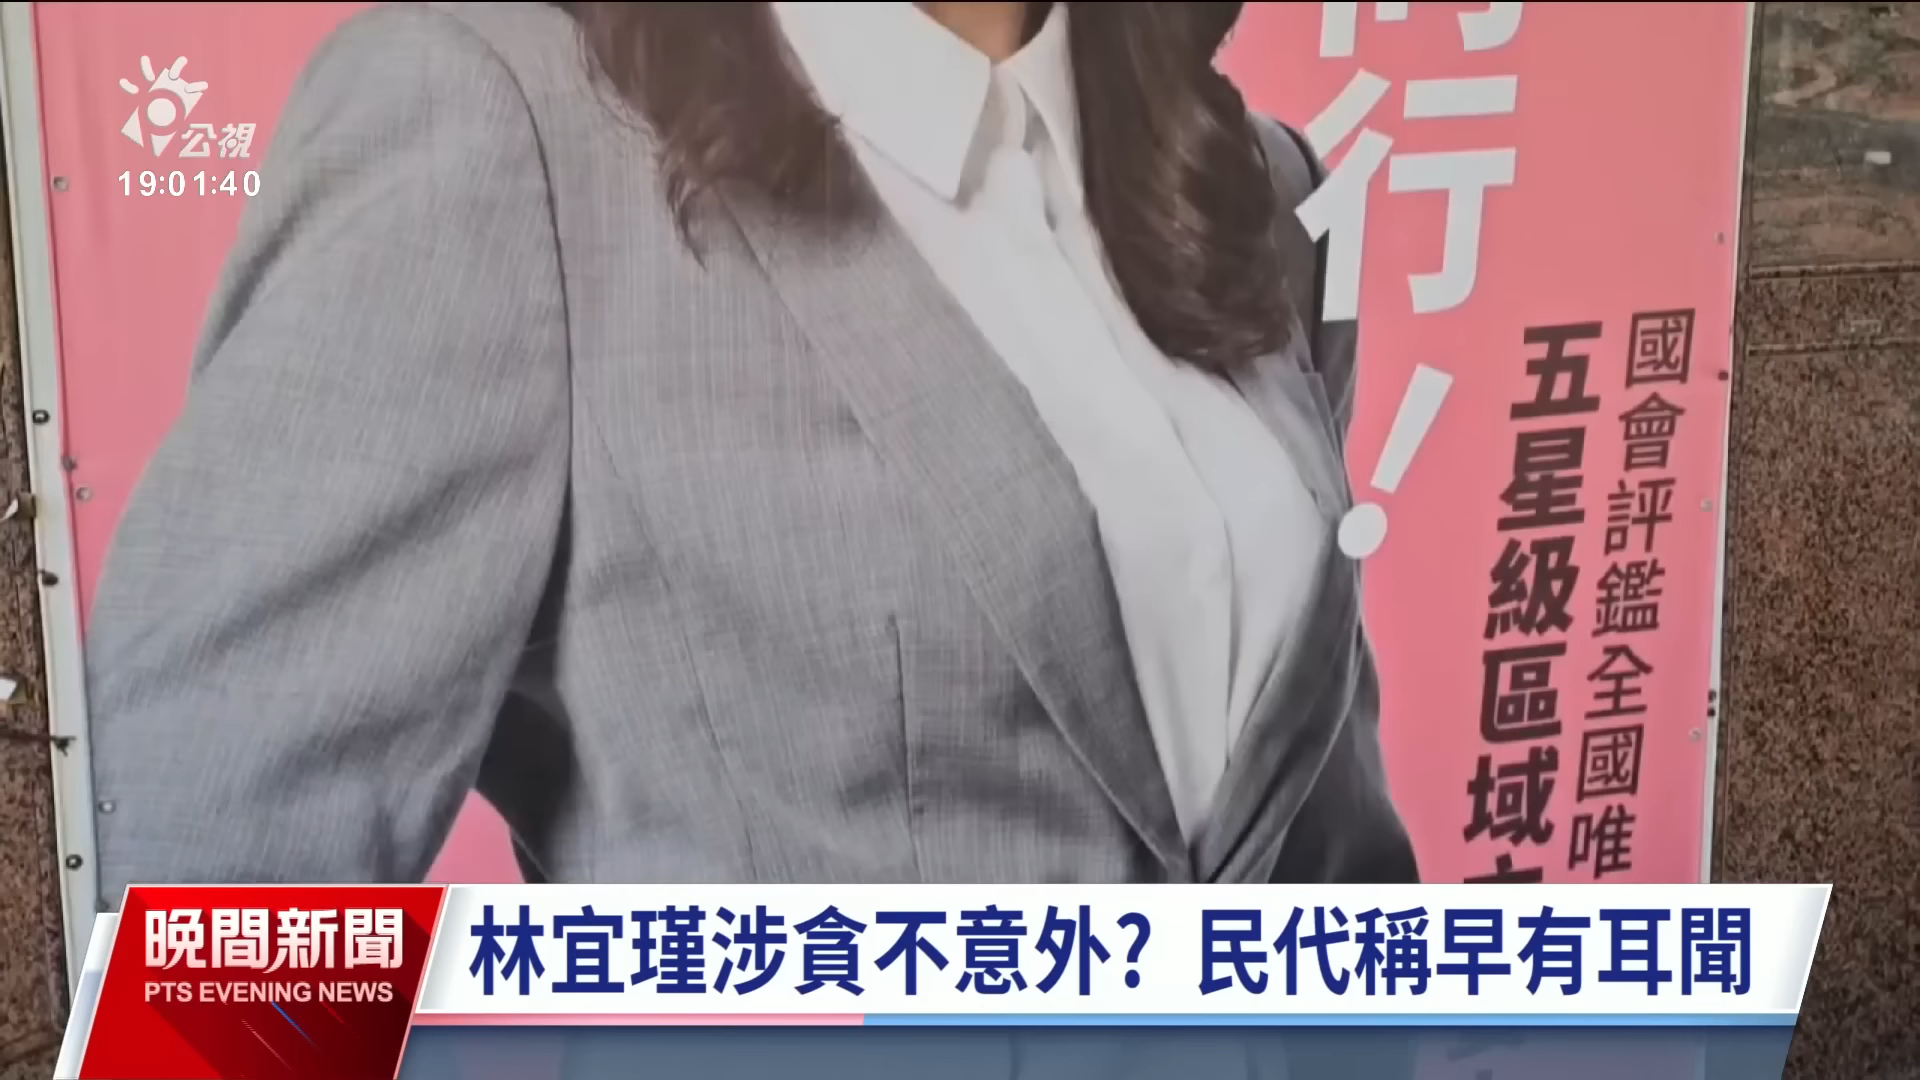 公視
19:01:40
行!
國會評鑑全國唯
五星級區域
晚間新聞
PTS EVENING NEWS
林宜瑾涉貪不意外? 民代稱早有耳聞